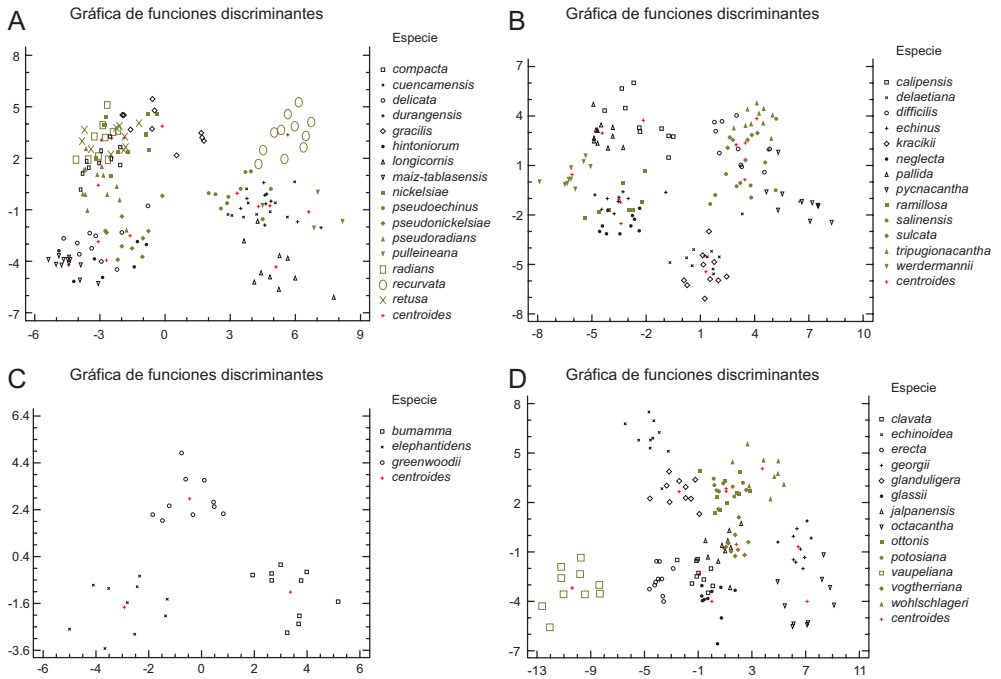 A
Gráfica de funciones discriminantes
Especie
8
5
2
-1
-4
-7
-6
-3
0
3
6
9
compacta
cuencamensis
delicata
durangensis
gracilis
hintoniorum
longicornis
maiz-tablasensis
nickelsiae
pseudoechinus
pseudonickelsiae
pseudoradians
pulleineana
radians
recurvata
retusa
centroides
B
Gráfica de funciones discriminantes
Especie
7
4
1
-2
-5
-8
-8
-5
-2
1
4
7
10
calipensis
delaetiana
difficilis
echinus
kracikii
neglecta
pallida
pycnacantha
ramillosa
salinensis
sulcata
tripugionacantha
werdermannii
centroides
C
Gráfica de funciones discriminantes
Especie
6.4
4.4
2.4
0.4
-1.6
-3.6
-6
-4
-2
0
2
4
6
bumamma
elephantidens
greenwoodii
centroides
D
Gráfica de funciones discriminantes
Especie
8
5
2
-1
-4
-7
-13
-9
-5
-1
3
7
11
clavata
echinoidea
erecta
georgii
glanduligera
glassii
jalpanensis
octacantha
ottonis
potosiana
vaupeliana
vogtherriana
wohlschlageri
centroides